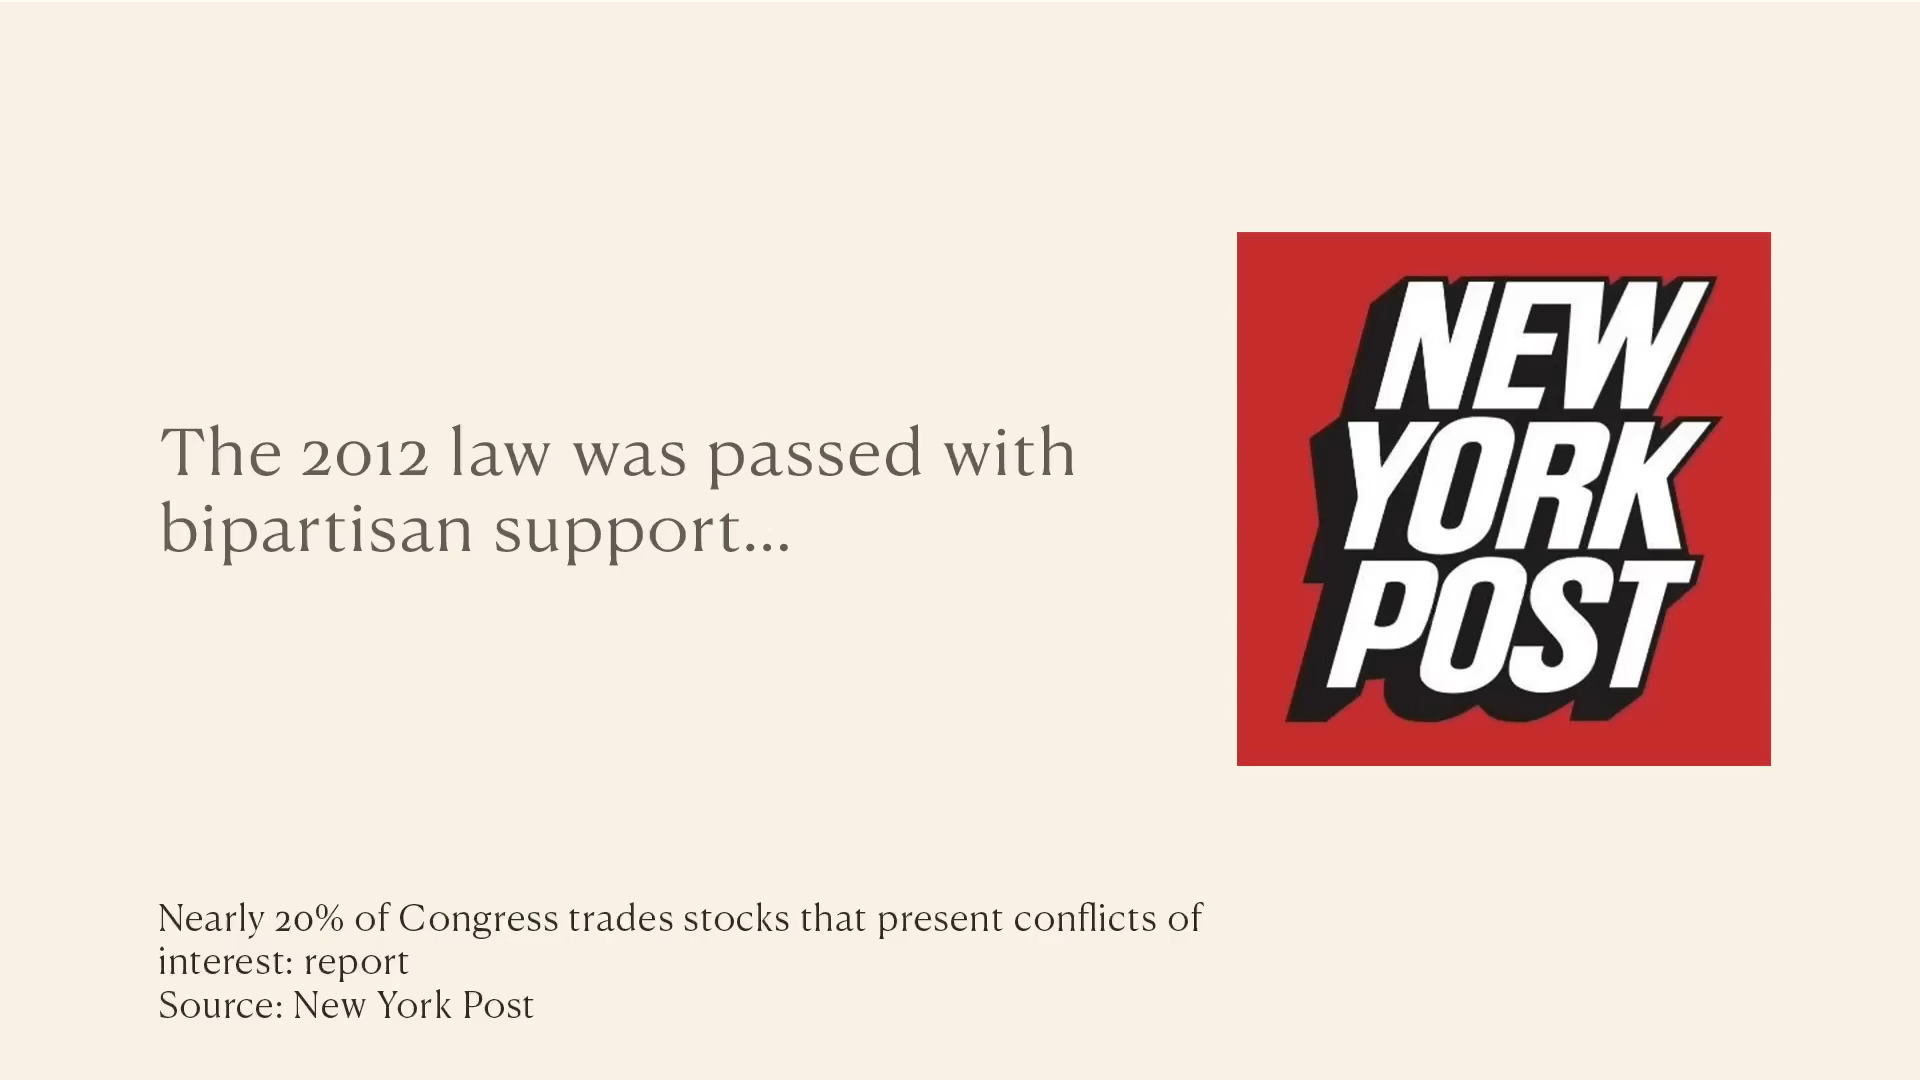 The 2012 law was passed with
bipartisan support...
NEW
YORK
POST
Nearly 20% of Congress trades stocks that present conflicts of
interest: report
Source: New York Post